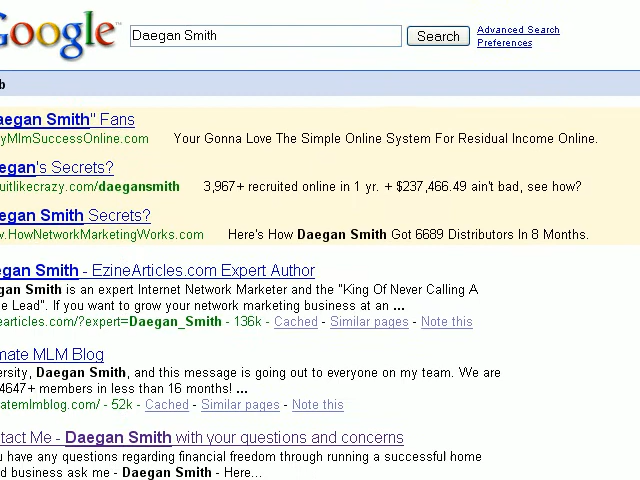 Google™ Daegan Smith Search Advanced Search
Preferences
b
aegan Smith" Fans
yMlmSuccessOnline.com Your Gonna Love The Simple Online System For Residual Income Online.
egan's Secrets?
uitlikecrazy.com/daegansmith 3,967+ recruited online in 1 yr. + $237,466.49 ain't bad, see how?
egan Smith Secrets?
w.HowNetworkMarketingWorks.com Here's How Daegan Smith Got 6689 Distributors In 8 Months.
egan Smith - EzineArticles.com Expert Author
gan Smith is an expert Internet Network Marketer and the "King Of Never Calling A
e Lead". If you want to grow your network marketing business at an ...
earticles.com/?expert=Daegan_Smith - 136k - Cached - Similar pages - Note this
mate MLM Blog
ersity, Daegan Smith, and this message is going out to everyone on my team. We are
4647+ members in less than 16 months! ...
atemlmblog.com/ - 52k - Cached - Similar pages - Note this
tact Me - Daegan Smith with your questions and concerns
u have any questions regarding financial freedom through running a successful home
d business ask me - Daegan Smith - Here...